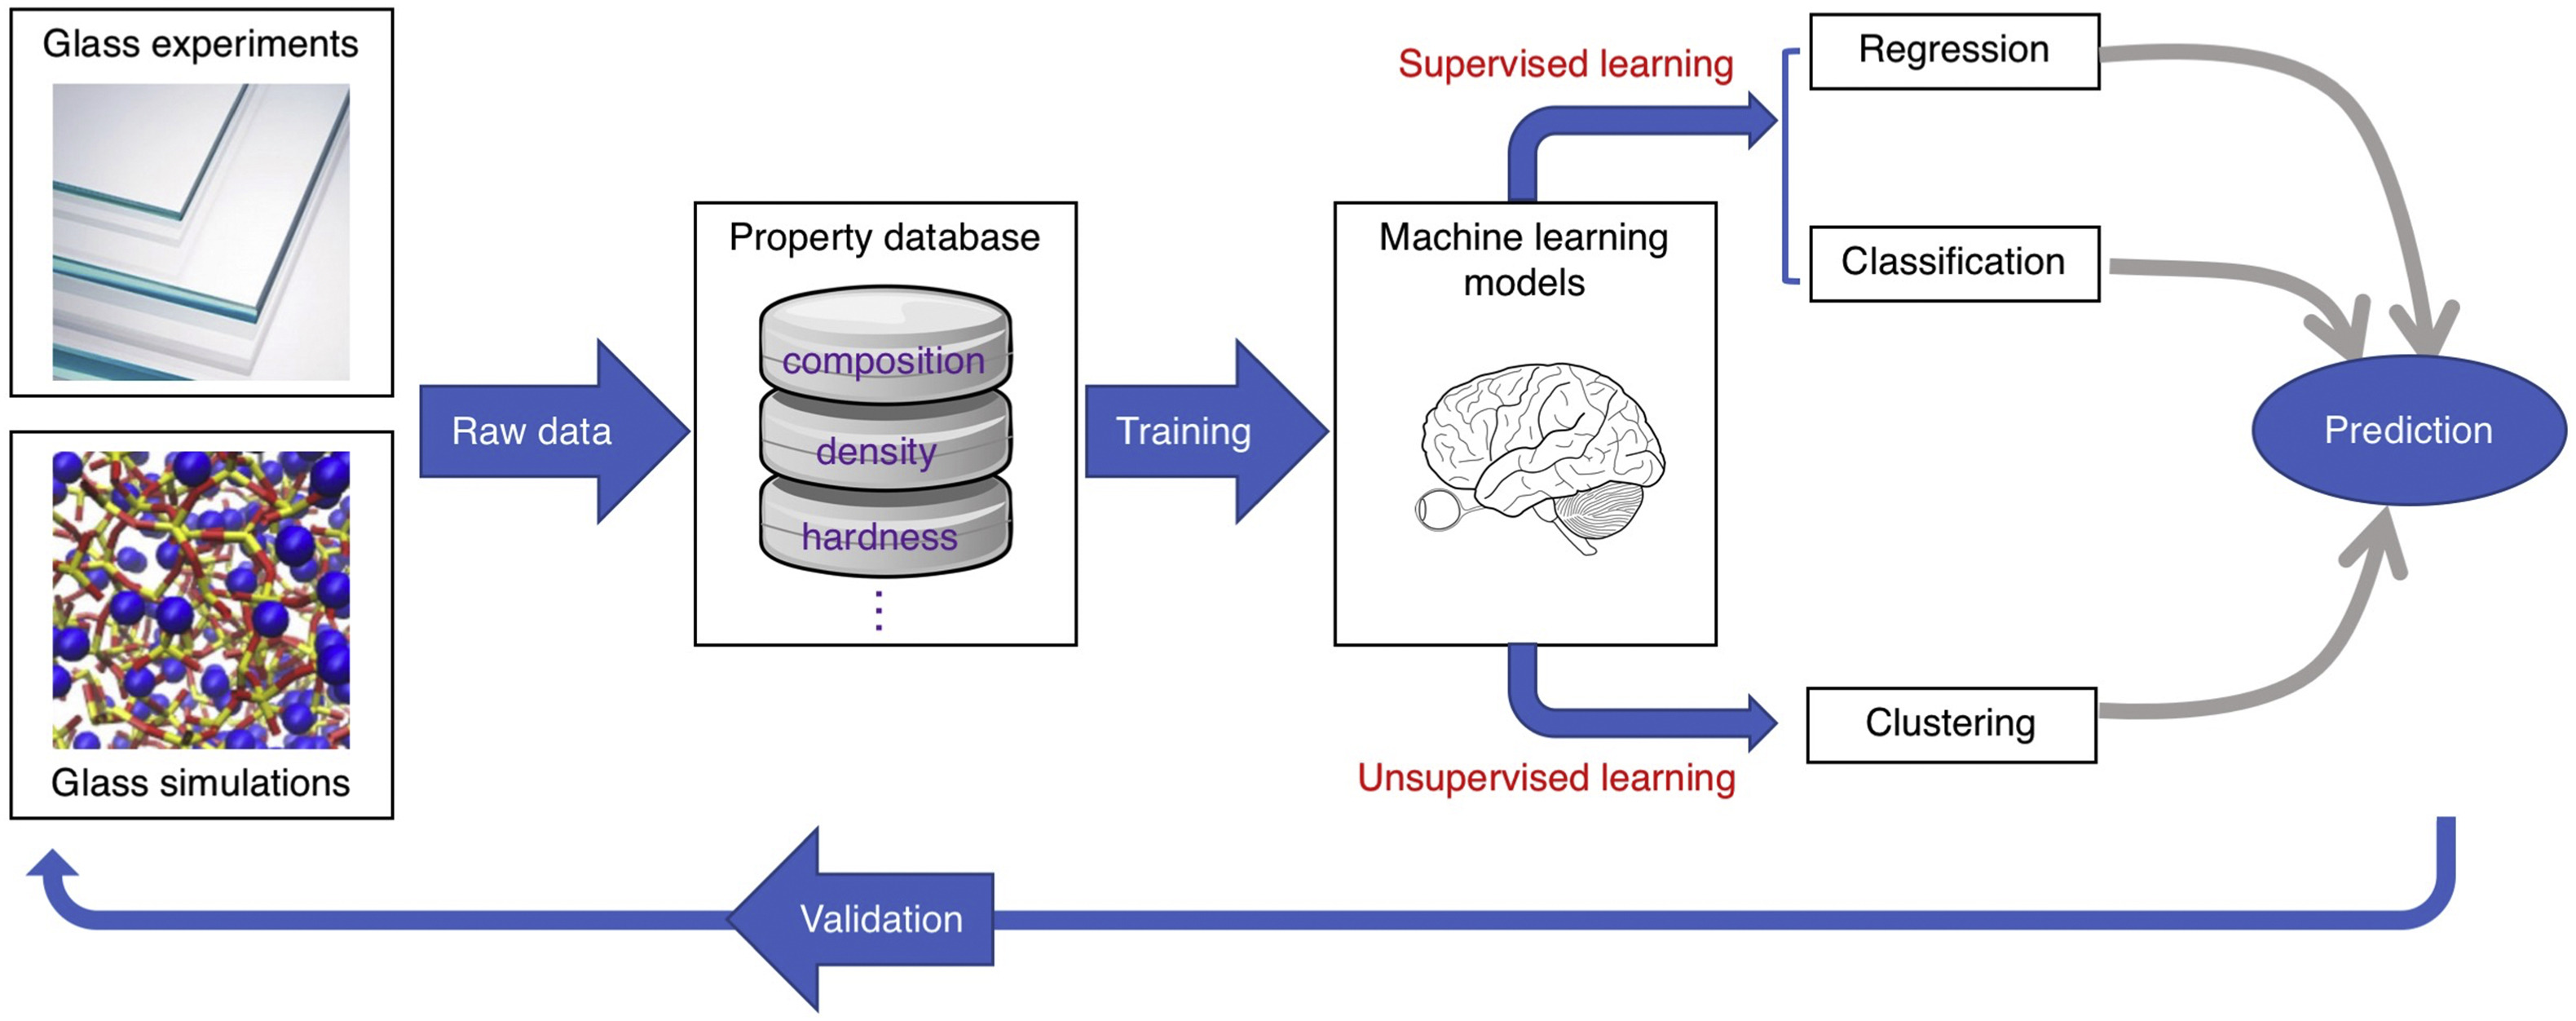 Glass experiments
Glass simulations
Raw data
Property database
composition
density
hardness
Training
Machine learning
models
Supervised learning
Unsupervised learning
Regression
Classification
Clustering
Prediction
Validation